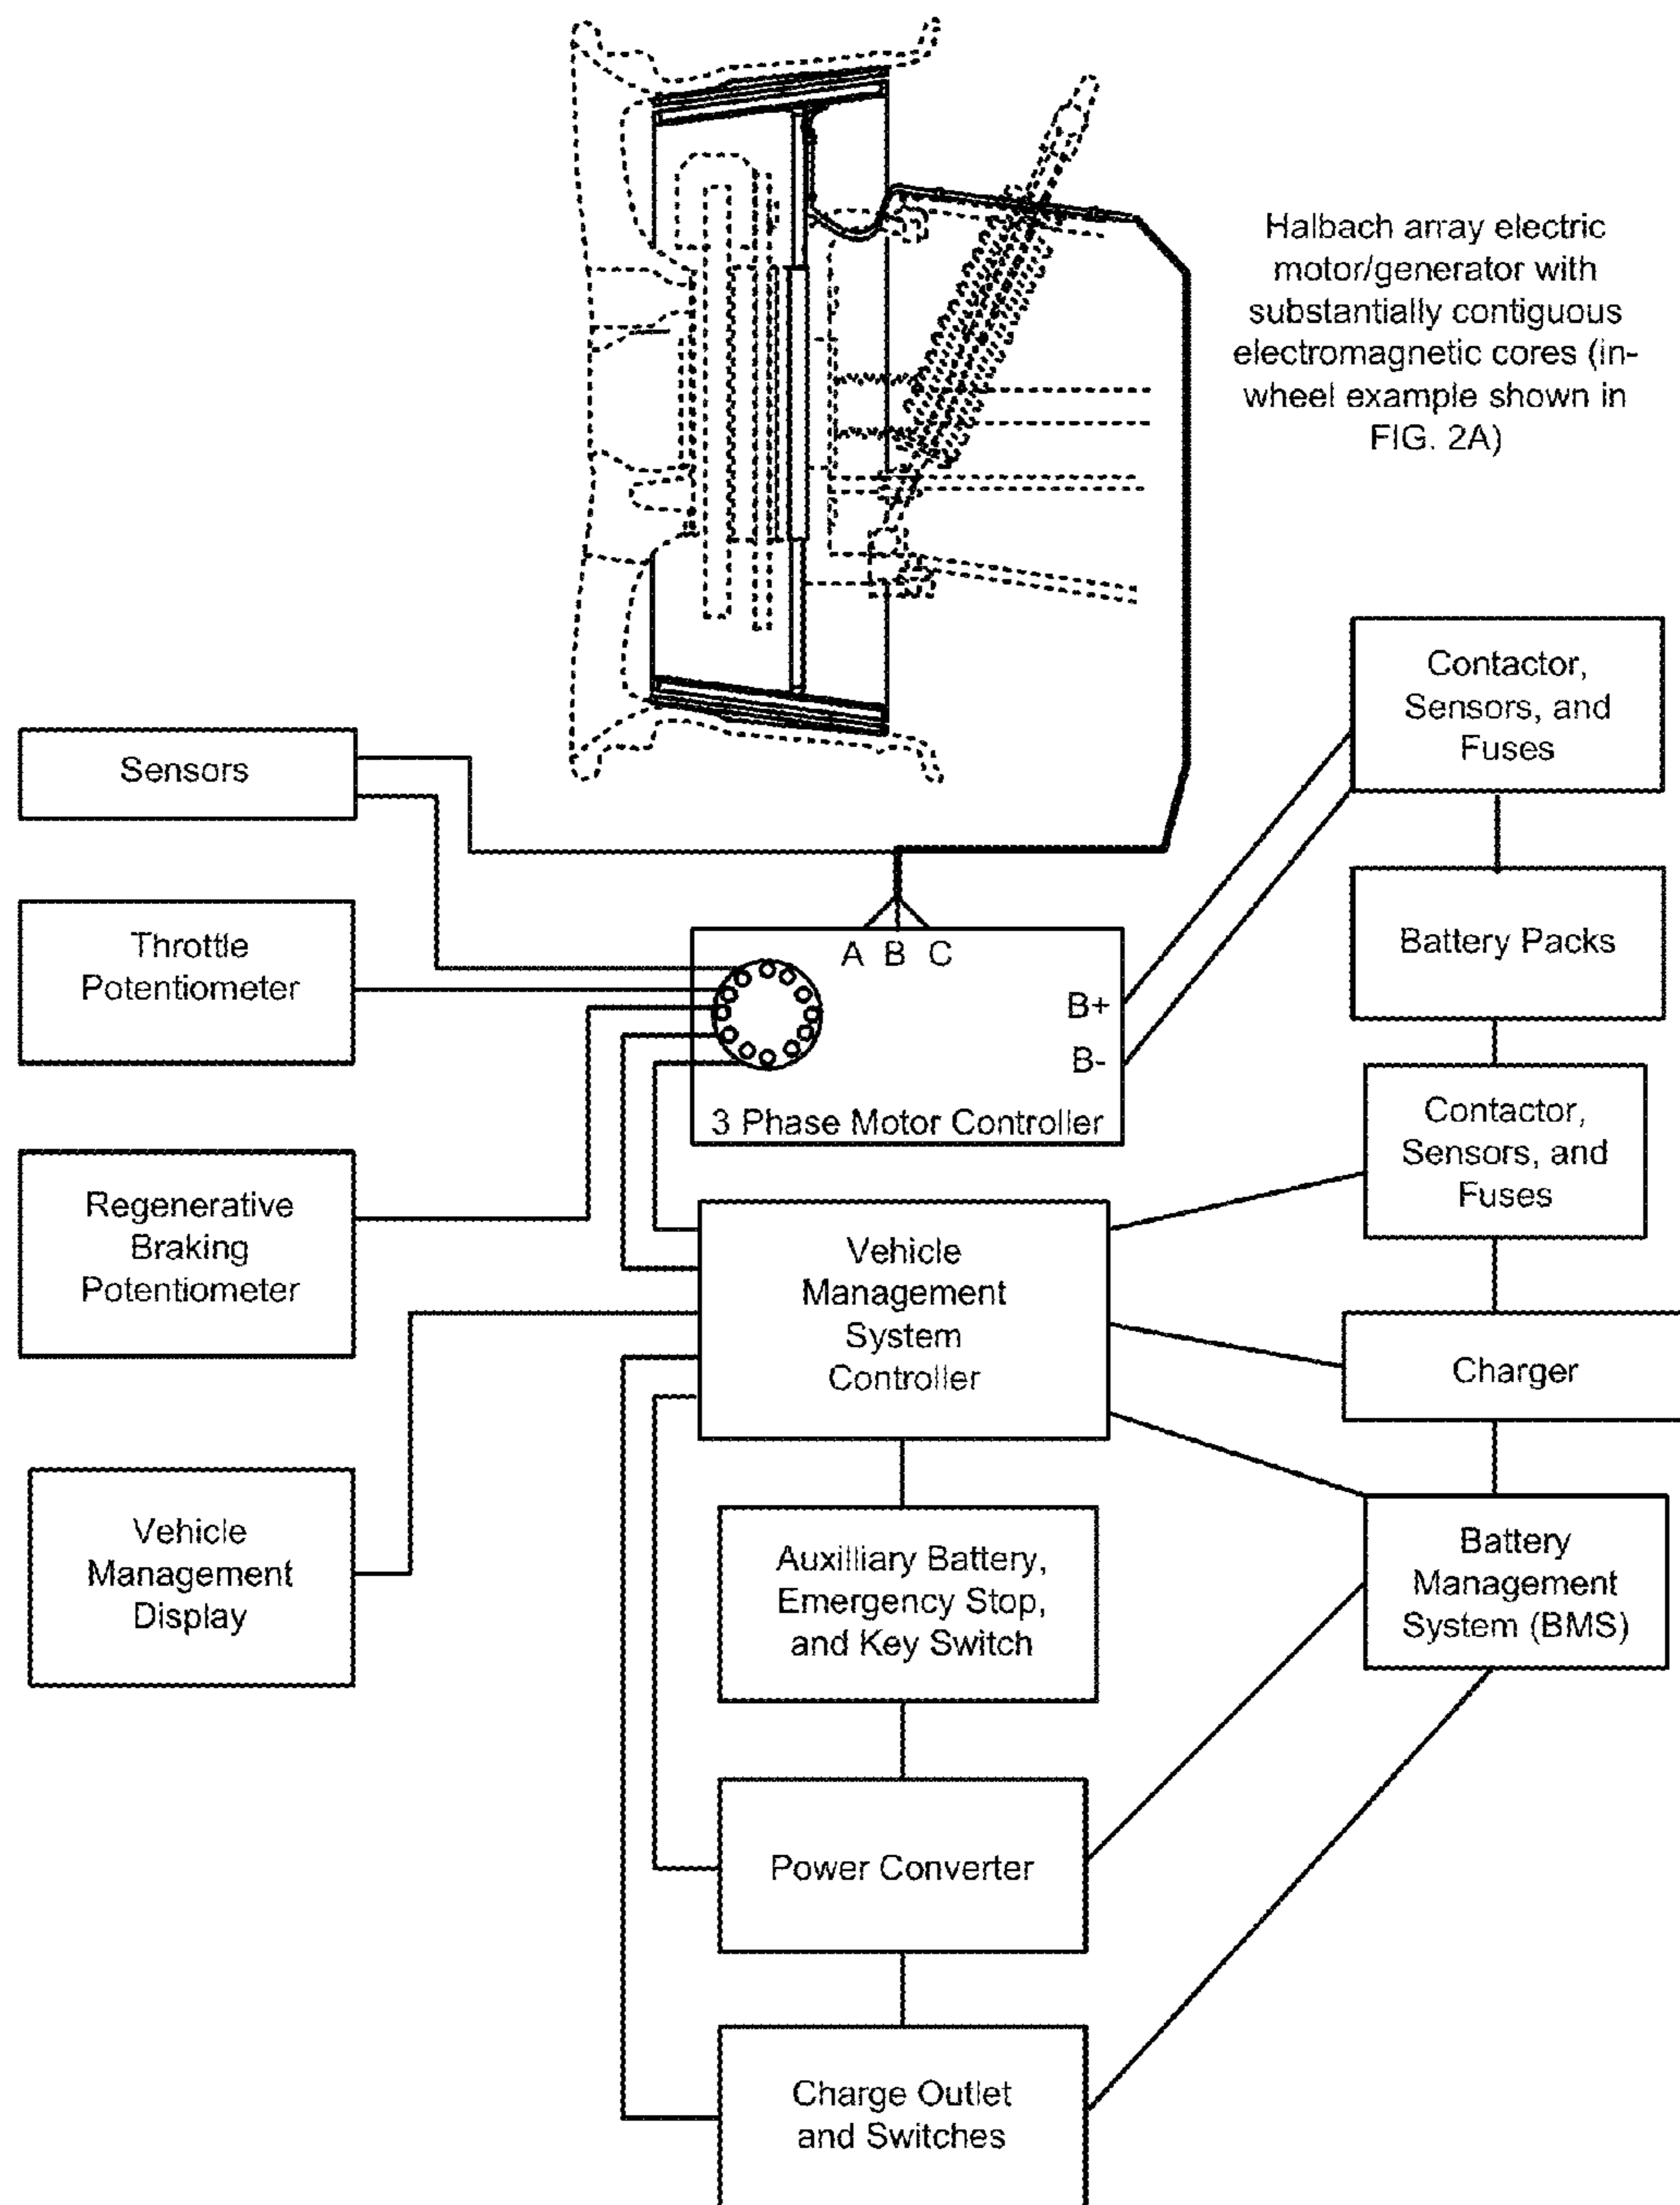 Halbach array electric
motor/generator with
substantially contiguous
electromagnetic cores (in-
wheel example shown in
FIG. 2A)
Contactor,
Sensors, and
Fuses
Sensors
Throttle
Potentiometer
A B C
B+
B-
3 Phase Motor Controller
Battery Packs
Contactor,
Sensors, and
Fuses
Regenerative
Braking
Potentiometer
Vehicle
Management
System
Controller
Charger
Vehicle
Management
Display
Auxilliary Battery,
Emergency Stop,
and Key Switch
Battery
Management
System (BMS)
Power Converter
Charge Outlet
and Switches